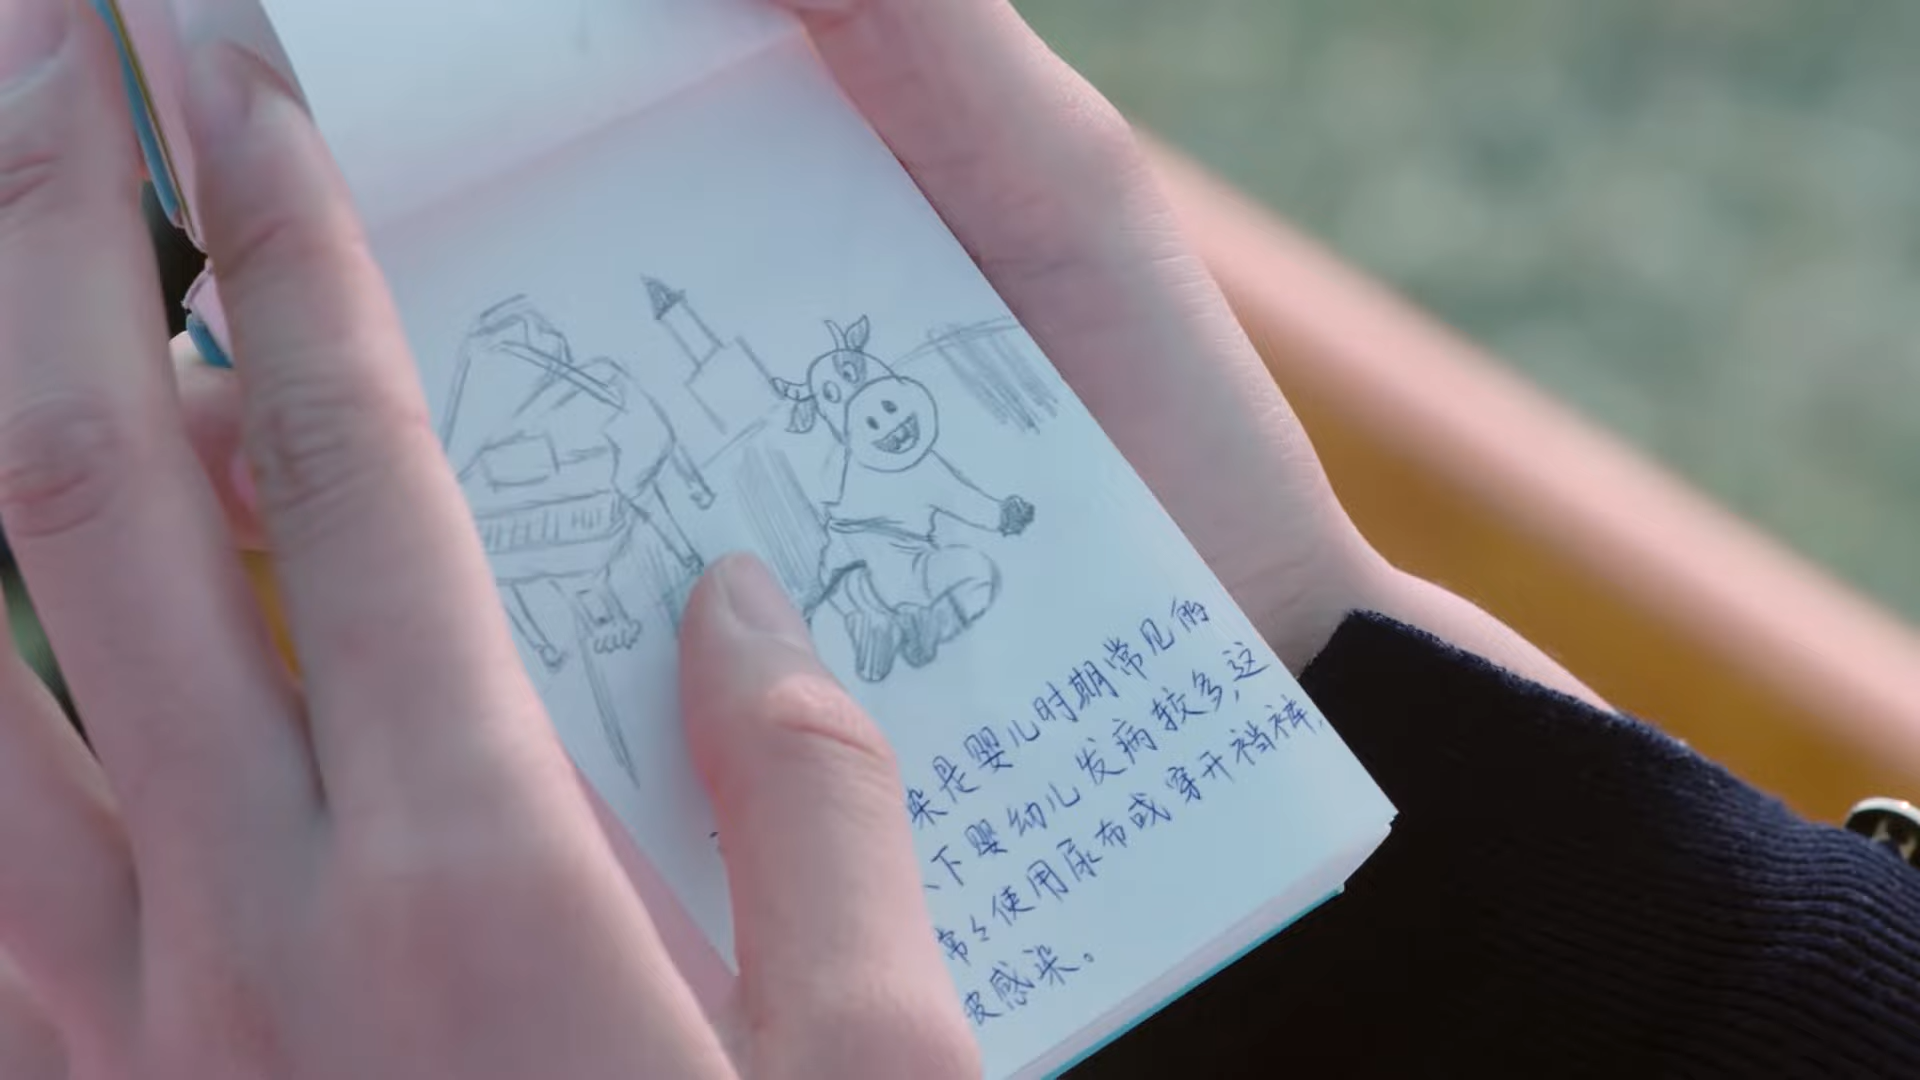 染是婴儿时期常见的
下婴幼儿发病较多,这
常々使用尿布或穿开裆裤,
被感染。